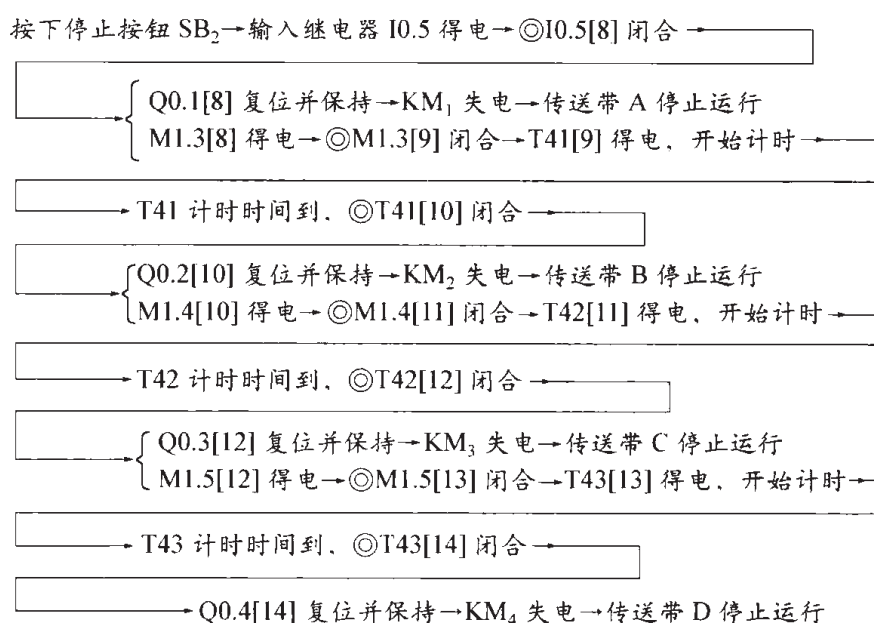 按下停止按钮 SB₂→输入继电器 I0.5 得电→◎I0.5[8] 闭合→
Q0.1[8] 复位并保持→KM₁ 失电→传送带 A 停止运行
M1.3[8] 得电→◎M1.3[9] 闭合→T41[9] 得电、开始计时→
T41 计时时间到、◎T41[10] 闭合→
Q0.2[10] 复位并保持→KM₂ 失电→传送带 B 停止运行
M1.4[10] 得电→◎M1.4[11] 闭合→T42[11] 得电、开始计时→
T42 计时时间到、◎T42[12] 闭合→
Q0.3[12] 复位并保持→KM₃ 失电→传送带 C 停止运行
M1.5[12] 得电→◎M1.5[13] 闭合→T43[13] 得电、开始计时→
T43 计时时间到、◎T43[14] 闭合→
Q0.4[14] 复位并保持→KM₄ 失电→传送带 D 停止运行